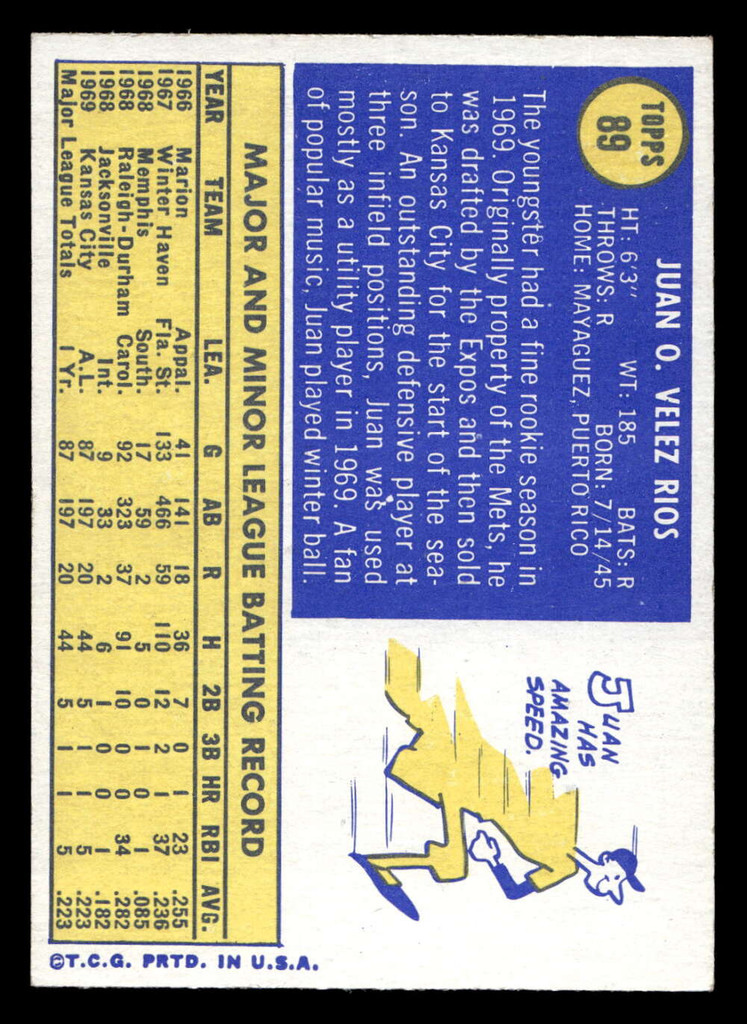 TOPPS
89
JUAN O. VELEZ RIOS
HT: 6'3" WT: 185 BATS: R
THROWS: R BORN: 7/14/45
HOME: MAYAGUEZ, PUERTO RICO
The youngster had a fine rookie season in
1969. Originally property of the Mets, he
was drafted by the Expos and then sold
to Kansas City for the start of the sea-
son. An outstanding defensive player at
three infield positions, Juan was used
mostly as a utility player in 1969. A fan
of popular music, Juan played winter ball.
JUAN
HAS
AMAZING
SPEED.
MAJOR AND MINOR LEAGUE BATTING RECORD
YEAR TEAM LEA. G AB R H 2B 3B HR RBI AVG.
1966 Marion Appal. 41 141 18 36 7 0 1 23 .255
1967 Winter Haven Fla. St. 133 466 59 110 12 2 1 37 .236
1968 Memphis South. 17 59 2 5 0 1 0 1 .085
1968 Raleigh-Durham Carol. 92 323 37 91 10 0 0 34 .282
1968 Jacksonville Int. 9 33 2 6 1 0 0 1 .182
1969 Kansas City A.L. 87 197 20 44 5 1 1 5 .223
Major League Totals 1 Yr. 87 197 20 44 5 1 1 5 .223
©T.C.G. PRTD. IN U.S.A.